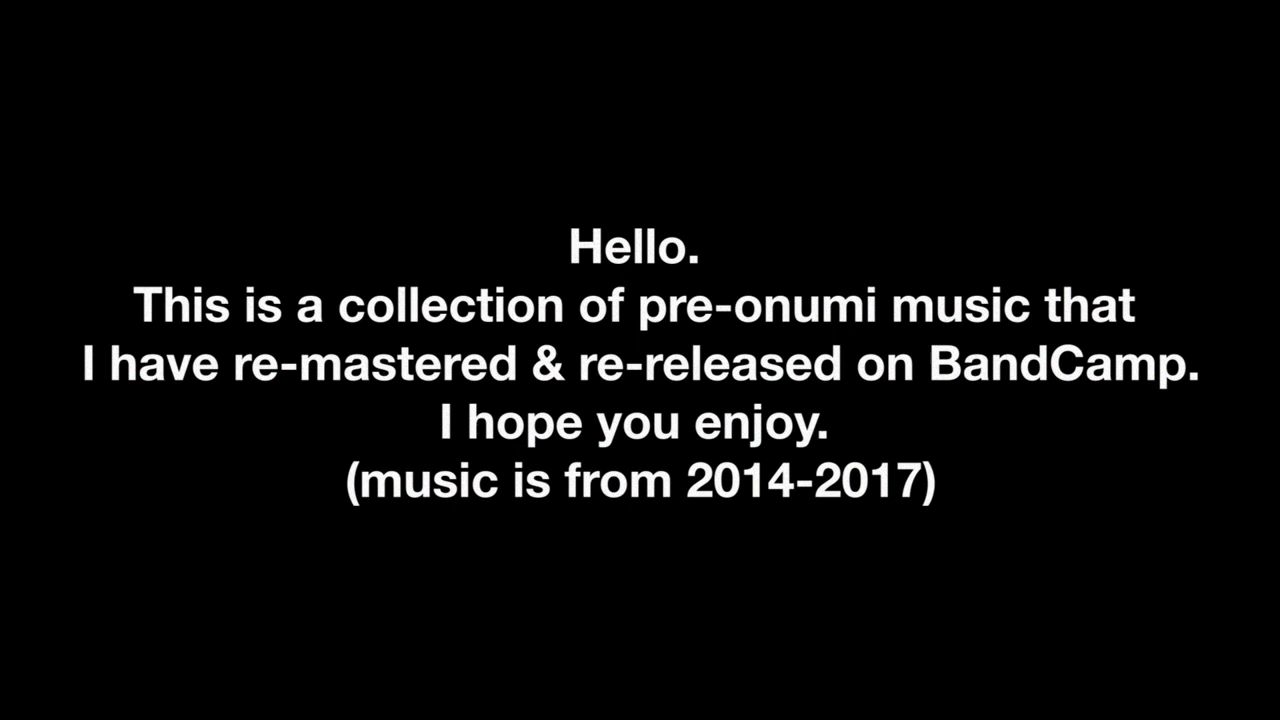 Hello.
This is a collection of pre-onumi music that
I have re-mastered & re-released on BandCamp.
I hope you enjoy.
(music is from 2014-2017)